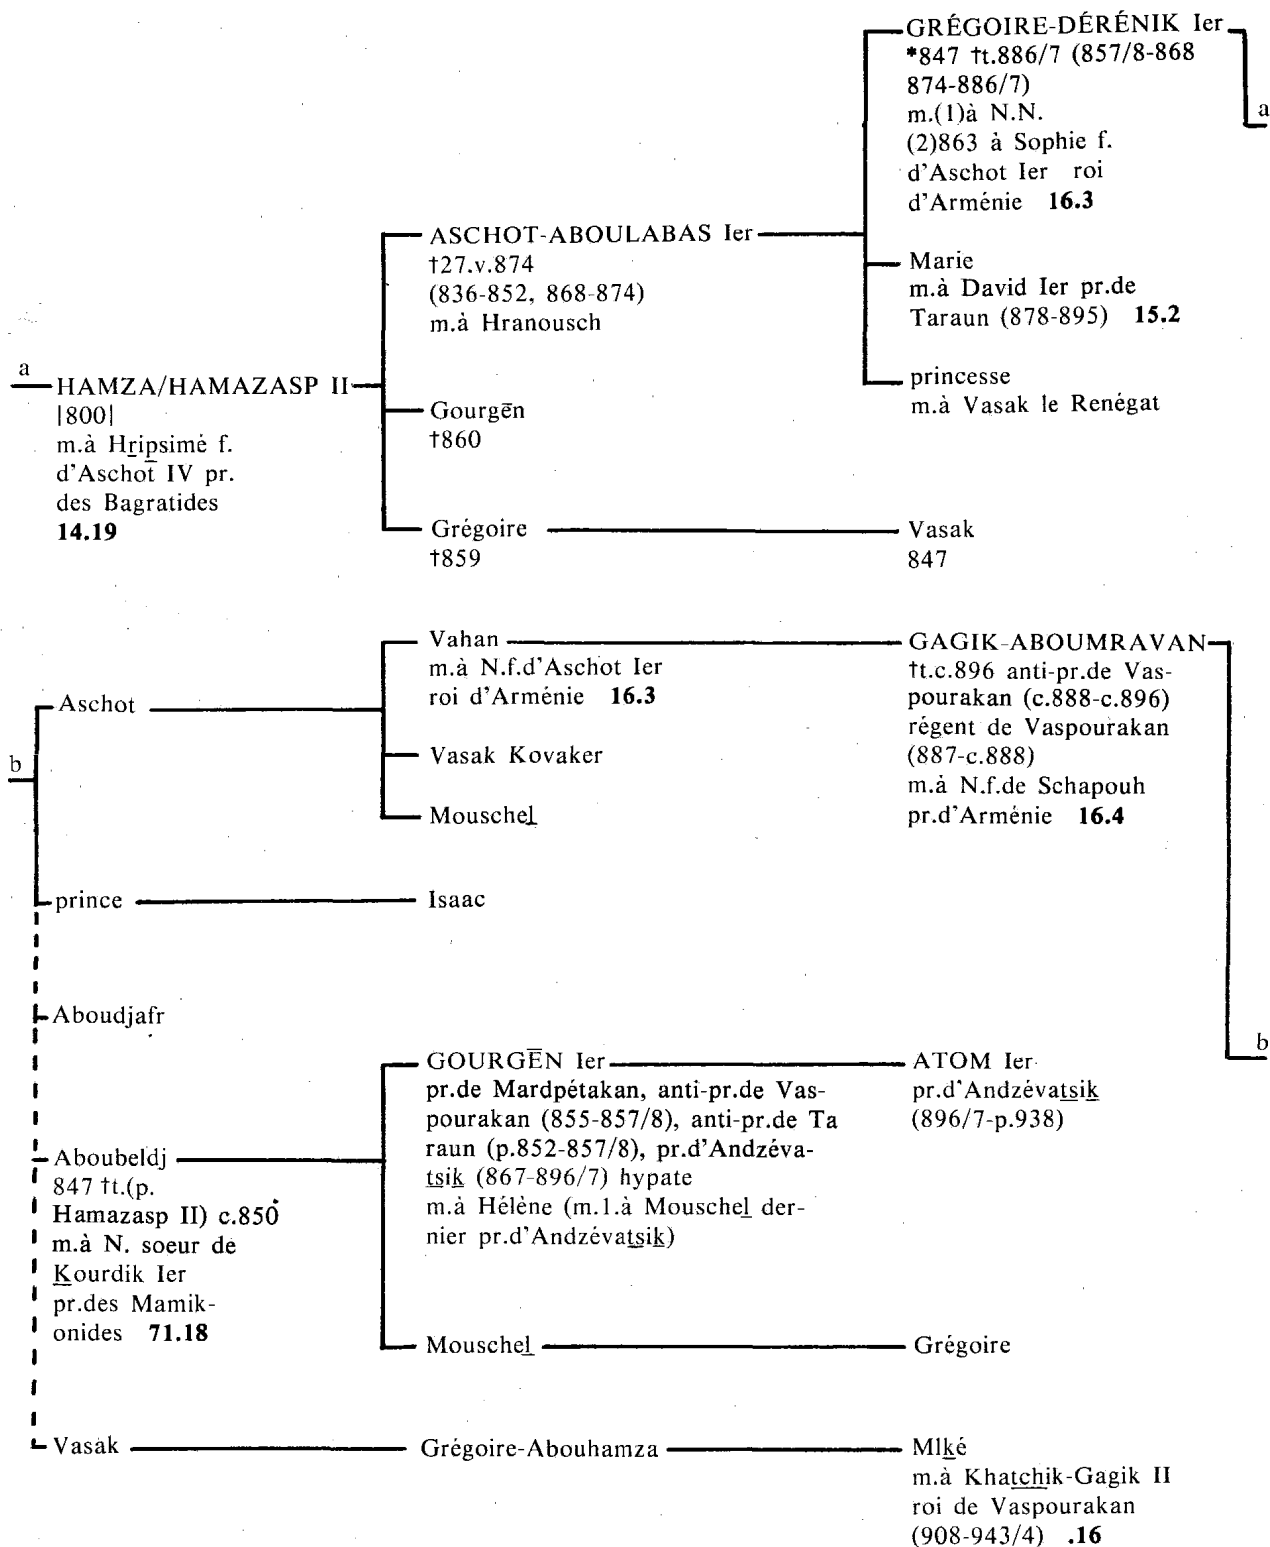 GRÉGOIRE-DÉRÉNIK Ier
*847 †t.886/7 (857/8-868
874-886/7)
m.(1)à N.N.
(2)863 à Sophie f.
d'Aschot Ier roi
d'Arménie 16.3
a
ASCHOT-ABOULABAS Ier
†27.v.874
(836-852, 868-874)
m.à Hranousch
Marie
m.à David Ier pr.de
Taraun (878-895) 15.2
princesse
m.à Vasak le Renégat
a
HAMZA/HAMAZASP II
|800|
m.à Hripsimé f.
d'Aschot IV pr.
des Bagratides
14.19
Gourgēn
†860
Grégoire
†859
Vasak
847
b
Aschot
Vahan
m.à N.f.d'Aschot Ier
roi d'Arménie 16.3
Vasak Kovaker
Mouschel
GAGIK-ABOUMRAVAN
†t.c.896 anti-pr.de Vas-
pourakan (c.888-c.896)
régent de Vaspourakan
(887-c.888)
m.à N.f.de Schapouh
pr.d'Arménie 16.4
prince
Isaac
Aboudjafr
b
GOURGĒN Ier
pr.de Mardpétakan, anti-pr.de Vas-
pourakan (855-857/8), anti-pr.de Ta
raun (p.852-857/8), pr.d'Andzéva-
tsik (867-896/7) hypate
m.à Hélène (m.1.à Mouschel der-
nier pr.d'Andzévatsik)
ATOM Ier
pr.d'Andzévatsik
(896/7-p.938)
Aboubeldj
847 †t.(p.
Hamazasp II) c.850
m.à N. soeur de
Kourdik Ier
pr.des Mamik-
onides 71.18
Mouschel
Grégoire
Vasak
Grégoire-Abouhamza
Mlké
m.à Khatchik-Gagik II
roi de Vaspourakan
(908-943/4) .16